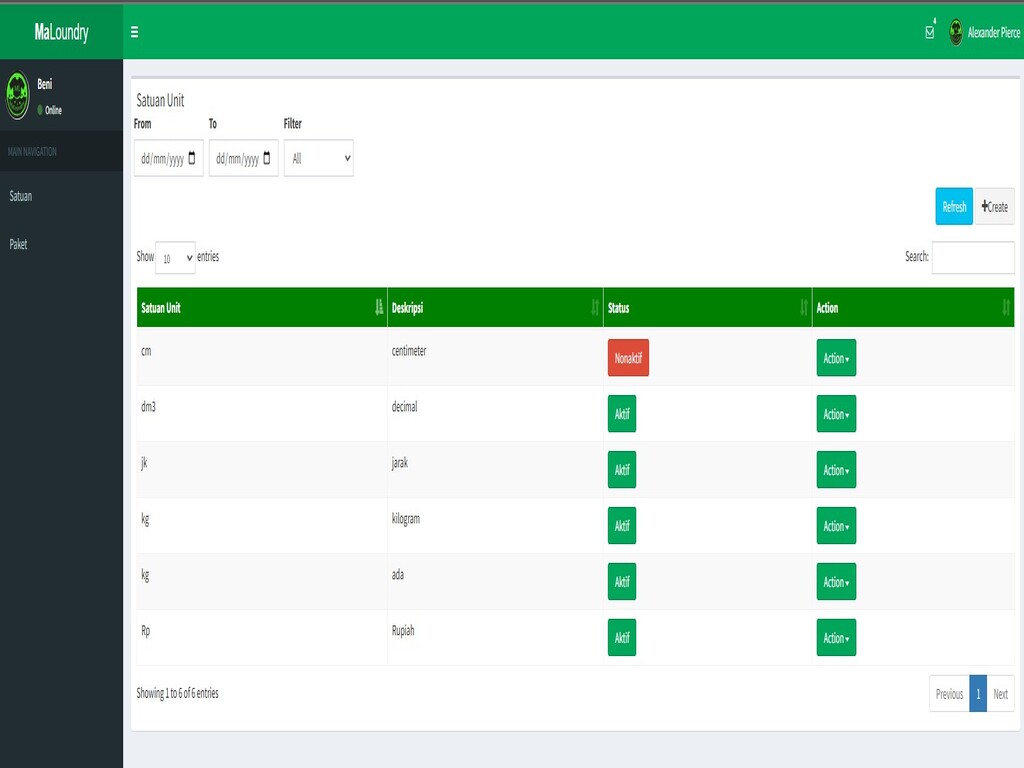 MaLoundry
4
Alexander Pierce
Beni
Online
MAIN NAVIGATION
Satuan
Paket
Satuan Unit
From To Filter
dd/mm/yyyy dd/mm/yyyy All
Refresh +Create
Show 10 entries Search:
Satuan Unit Deskripsi Status Action
cm centimeter Nonaktif Action
dm3 decimal Aktif Action
jk jarak Aktif Action
kg kilogram Aktif Action
kg ada Aktif Action
Rp Rupiah Aktif Action
Showing 1 to 6 of 6 entries Previous 1 Next